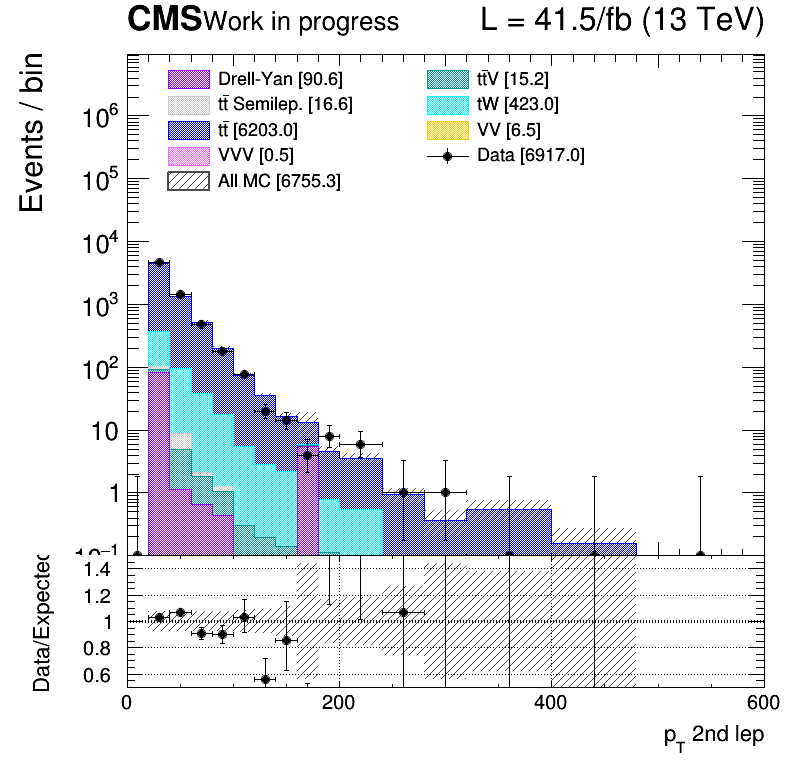 CMS Work in progress L = 41.5/fb (13 TeV)
Events / bin
Drell-Yan [90.6]
tt̄ Semilep. [16.6]
tt̄ [6203.0]
VVV [0.5]
All MC [6755.3]
tt̄V [15.2]
tW [423.0]
VV [6.5]
Data [6917.0]
10⁶
10⁵
10⁴
10³
10²
10
1
10⁻¹
Data/Expected
1.4
1.2
1
0.8
0.6
0 200 400 600
p_T 2nd lep